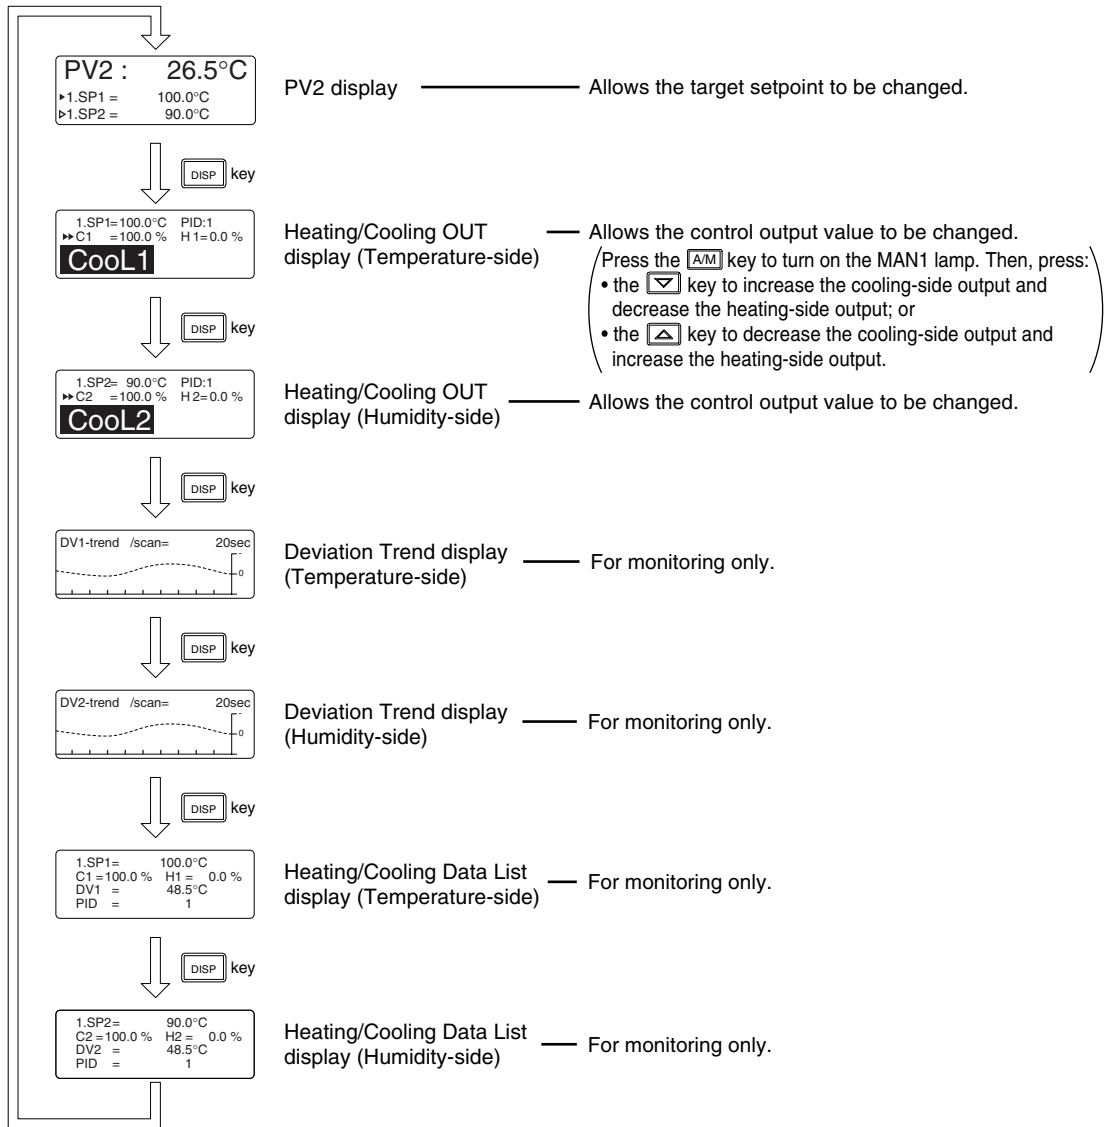 PV2 : 26.5°C
1.SP1 = 100.0°C
1.SP2 = 90.0°C
PV2 display
Allows the target setpoint to be changed.
DISP key
1.SP1=100.0°C PID:1
C1 =100.0 % H1=0.0 %
CooL1
Heating/Cooling OUT
display (Temperature-side)
Allows the control output value to be changed.
Press the A/M key to turn on the MAN1 lamp. Then, press:
• the key to increase the cooling-side output and
decrease the heating-side output; or
• the key to decrease the cooling-side output and
increase the heating-side output.
DISP key
1.SP2= 90.0°C PID:1
C2 =100.0 % H2=0.0 %
CooL2
Heating/Cooling OUT
display (Humidity-side)
Allows the control output value to be changed.
DISP key
DV1-trend /scan= 20sec
0
Deviation Trend display
(Temperature-side)
For monitoring only.
DISP key
DV2-trend /scan= 20sec
0
Deviation Trend display
(Humidity-side)
For monitoring only.
DISP key
1.SP1= 100.0°C
C1 =100.0 % H1 = 0.0 %
DV1 = 48.5°C
PID = 1
Heating/Cooling Data List
display (Temperature-side)
For monitoring only.
DISP key
1.SP2= 90.0°C
C2 =100.0 % H2 = 0.0 %
DV2 = 48.5°C
PID = 1
Heating/Cooling Data List
display (Humidity-side)
For monitoring only.